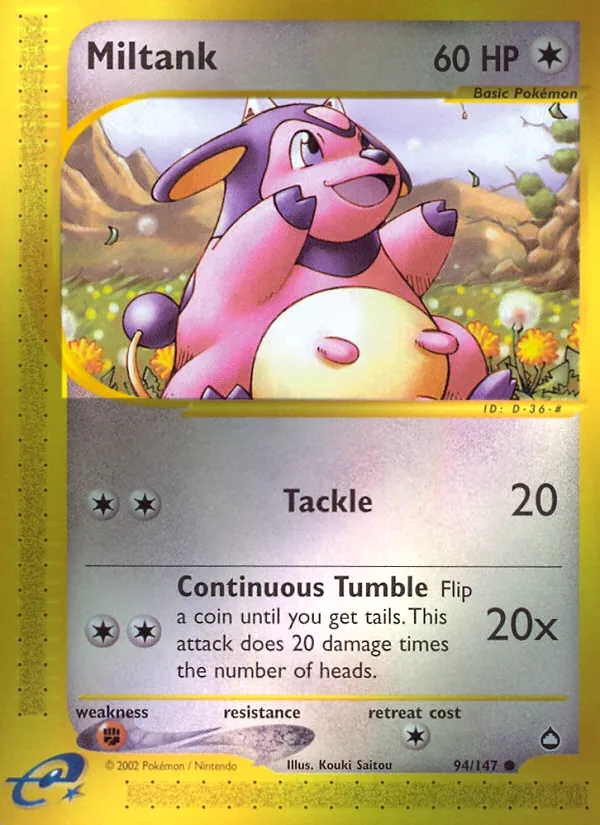 Miltank 60 HP
Basic Pokémon
ID: D-36-#
Tackle 20
Continuous Tumble Flip
a coin until you get tails. This
attack does 20 damage times
the number of heads.
20x
weakness resistance retreat cost
© 2002 Pokémon / Nintendo Illus. Kouki Saitou 94/147
e